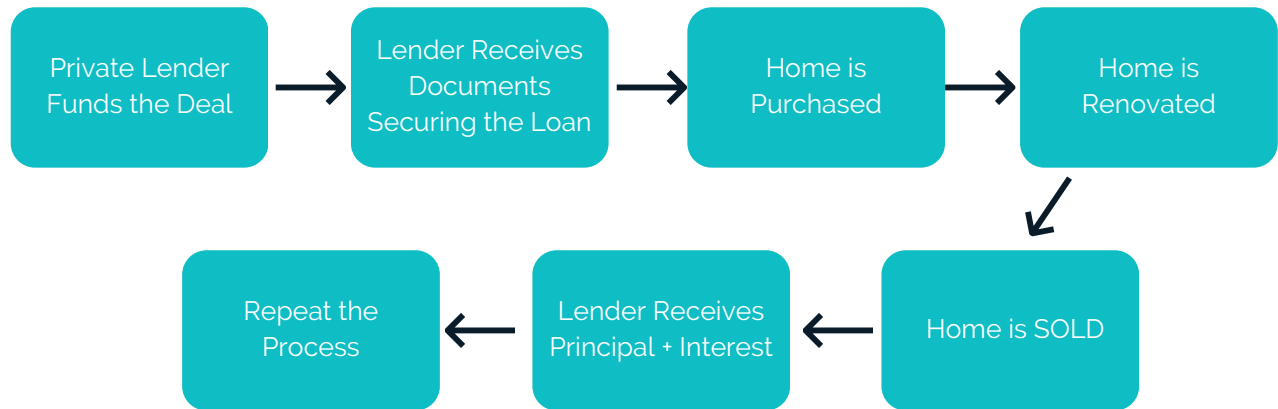 Private Lender
Funds the Deal
Lender Receives
Documents
Securing the Loan
Home is
Purchased
Home is
Renovated
Home is SOLD
Lender Receives
Principal + Interest
Repeat the
Process